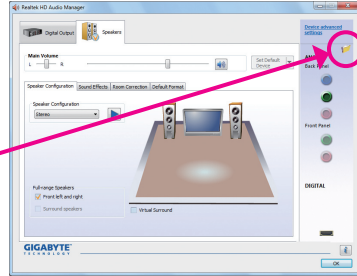 Realtek HD Audio Manager
Digital Output
Speakers
Device advanced
settings
Main Volume
L
R
Set Default
Device
ANALOG
Back Panel
Speaker Configuration
Sound Effects
Room Correction
Default Format
Speaker Configuration
Stereo
Front Panel
Full-range Speakers
Front left and right
Surround speakers
Virtual Surround
DIGITAL
GIGABYTE
TECHNOLOGY
i
OK